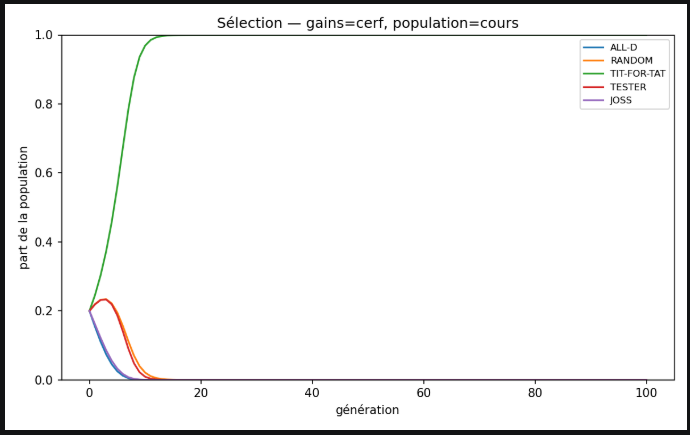 Sélection — gains=cerf, population=cours
1.0
0.8
0.6
0.4
0.2
0.0
part de la population
ALL-D
RANDOM
TIT-FOR-TAT
TESTER
JOSS
0 20 40 60 80 100
génération